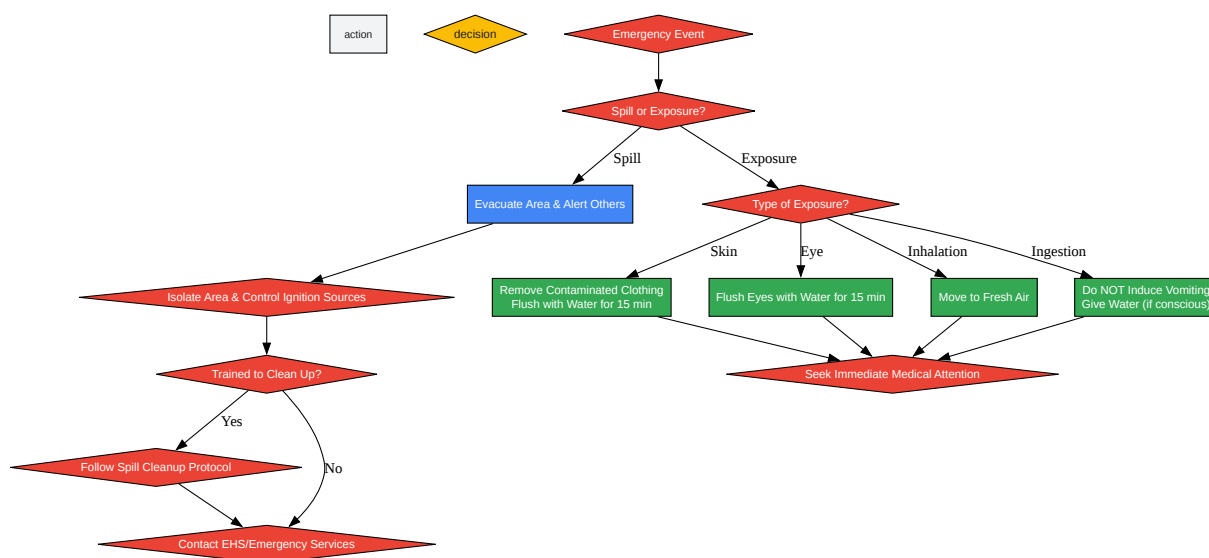 action
decision
Emergency Event
Spill or Exposure?
Spill
Exposure
Evacuate Area & Alert Others
Type of Exposure?
Skin
Eye
Inhalation
Ingestion
Isolate Area & Control Ignition Sources
Remove Contaminated Clothing
Flush with Water for 15 min
Flush Eyes with Water for 15 min
Move to Fresh Air
Do NOT Induce Vomiting
Give Water (if conscious)
Trained to Clean Up?
Seek Immediate Medical Attention
Yes
No
Follow Spill Cleanup Protocol
Contact EHS/Emergency Services